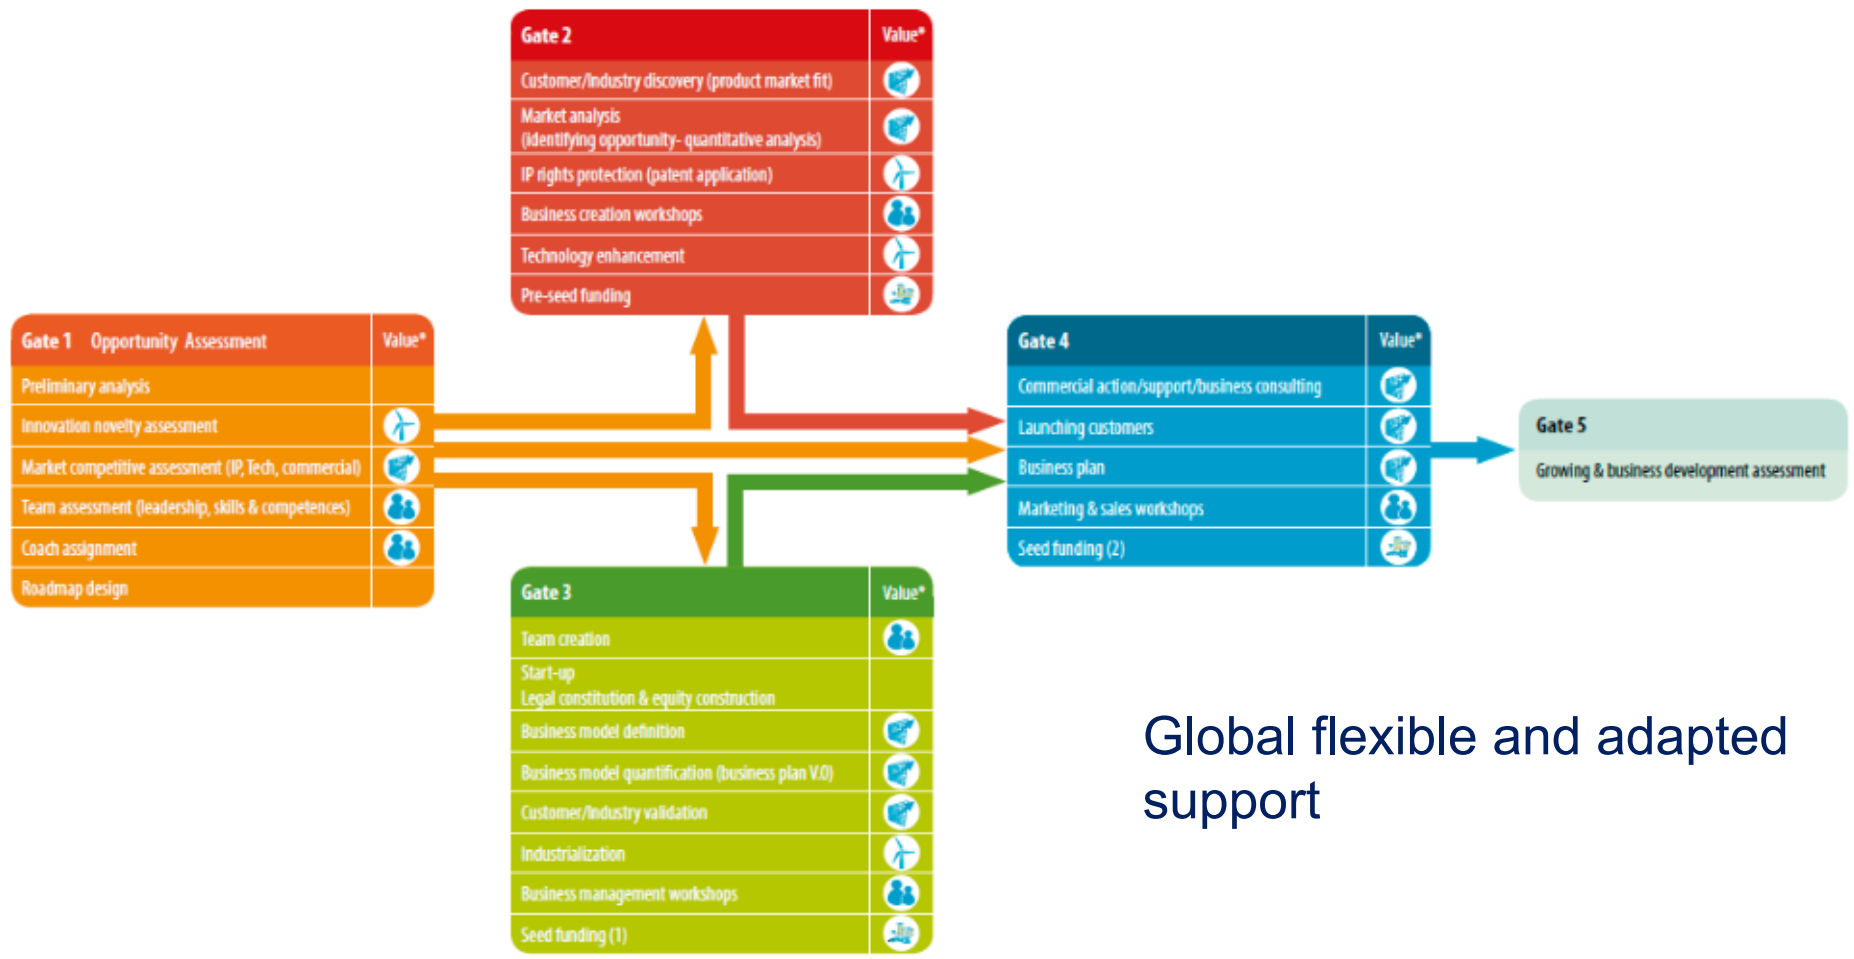 Gate 2 Value*
Customer/Industry discovery (product market fit)
Market analysis
(identifying opportunity- quantitative analysis)
IP rights protection (patent application)
Business creation workshops
Technology enhancement
Pre-seed funding
Gate 1 Opportunity Assessment Value*
Preliminary analysis
Innovation novelty assessment
Market competitive assessment (IP, Tech, commercial)
Team assessment (leadership, skills & competences)
Coach assignment
Roadmap design
Gate 3 Value*
Team creation
Start-up
Legal constitution & equity construction
Business model definition
Business model quantification (business plan V.0)
Customer/Industry validation
Industrialization
Business management workshops
Seed funding (1)
Gate 4 Value*
Commercial action/support/business consulting
Launching customers
Business plan
Marketing & sales workshops
Seed funding (2)
Gate 5
Growing & business development assessment
Global flexible and adapted
support